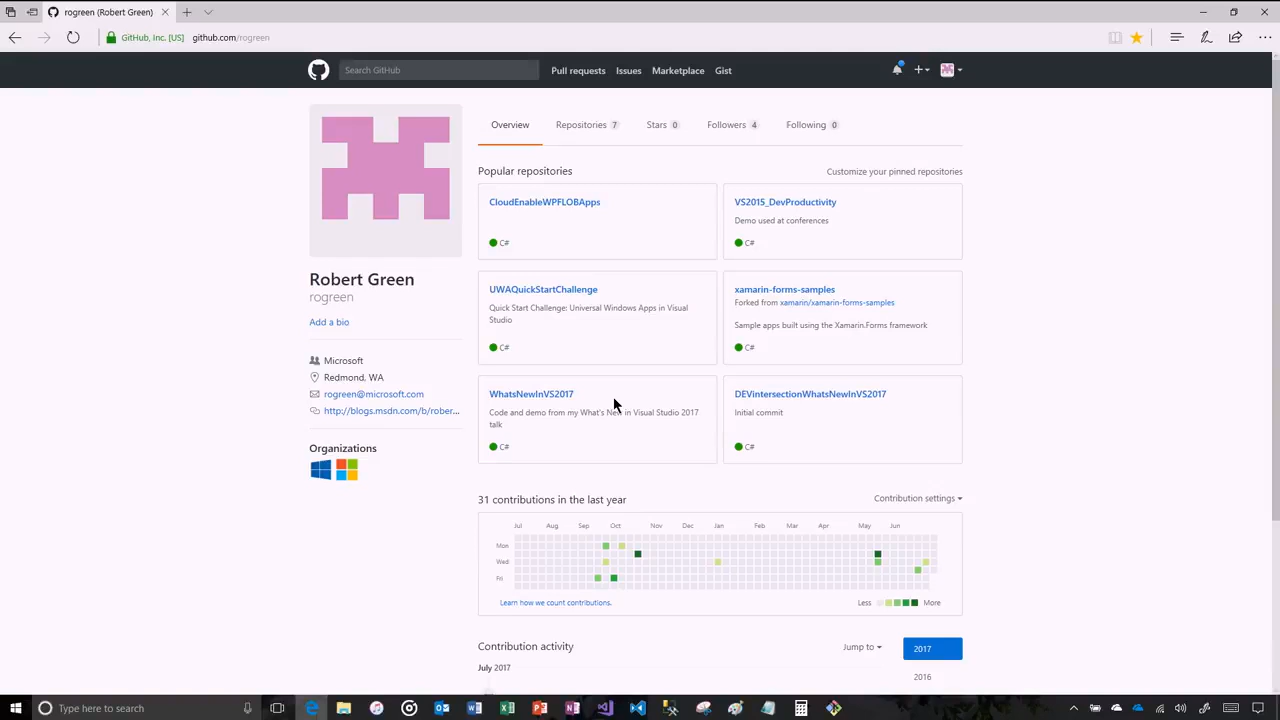 rogreen (Robert Green)
GitHub, Inc. [US] github.com/rogreen
Search GitHub
Pull requests Issues Marketplace Gist
Overview Repositories 7 Stars 0 Followers 4 Following 0
Popular repositories Customize your pinned repositories
CloudEnableWPFLOBApps
C#
VS2015_DevProductivity
Demo used at conferences
C#
UWAQuickStartChallenge
Quick Start Challenge: Universal Windows Apps in Visual
Studio
C#
xamarin-forms-samples
Forked from xamarin/xamarin-forms-samples
Sample apps built using the Xamarin.Forms framework
C#
WhatsNewInVS2017
Code and demo from my What's New in Visual Studio 2017
talk
C#
DEVintersectionWhatsNewInVS2017
Initial commit
C#
Robert Green
rogreen
Add a bio
Microsoft
Redmond, WA
rogreen@microsoft.com
http://blogs.msdn.com/b/rober...
Organizations
31 contributions in the last year Contribution settings
Jul Aug Sep Oct Nov Dec Jan Feb Mar Apr May Jun
Mon
Wed
Fri
Learn how we count contributions. Less More
Contribution activity Jump to 2017
July 2017
2016
Type here to search